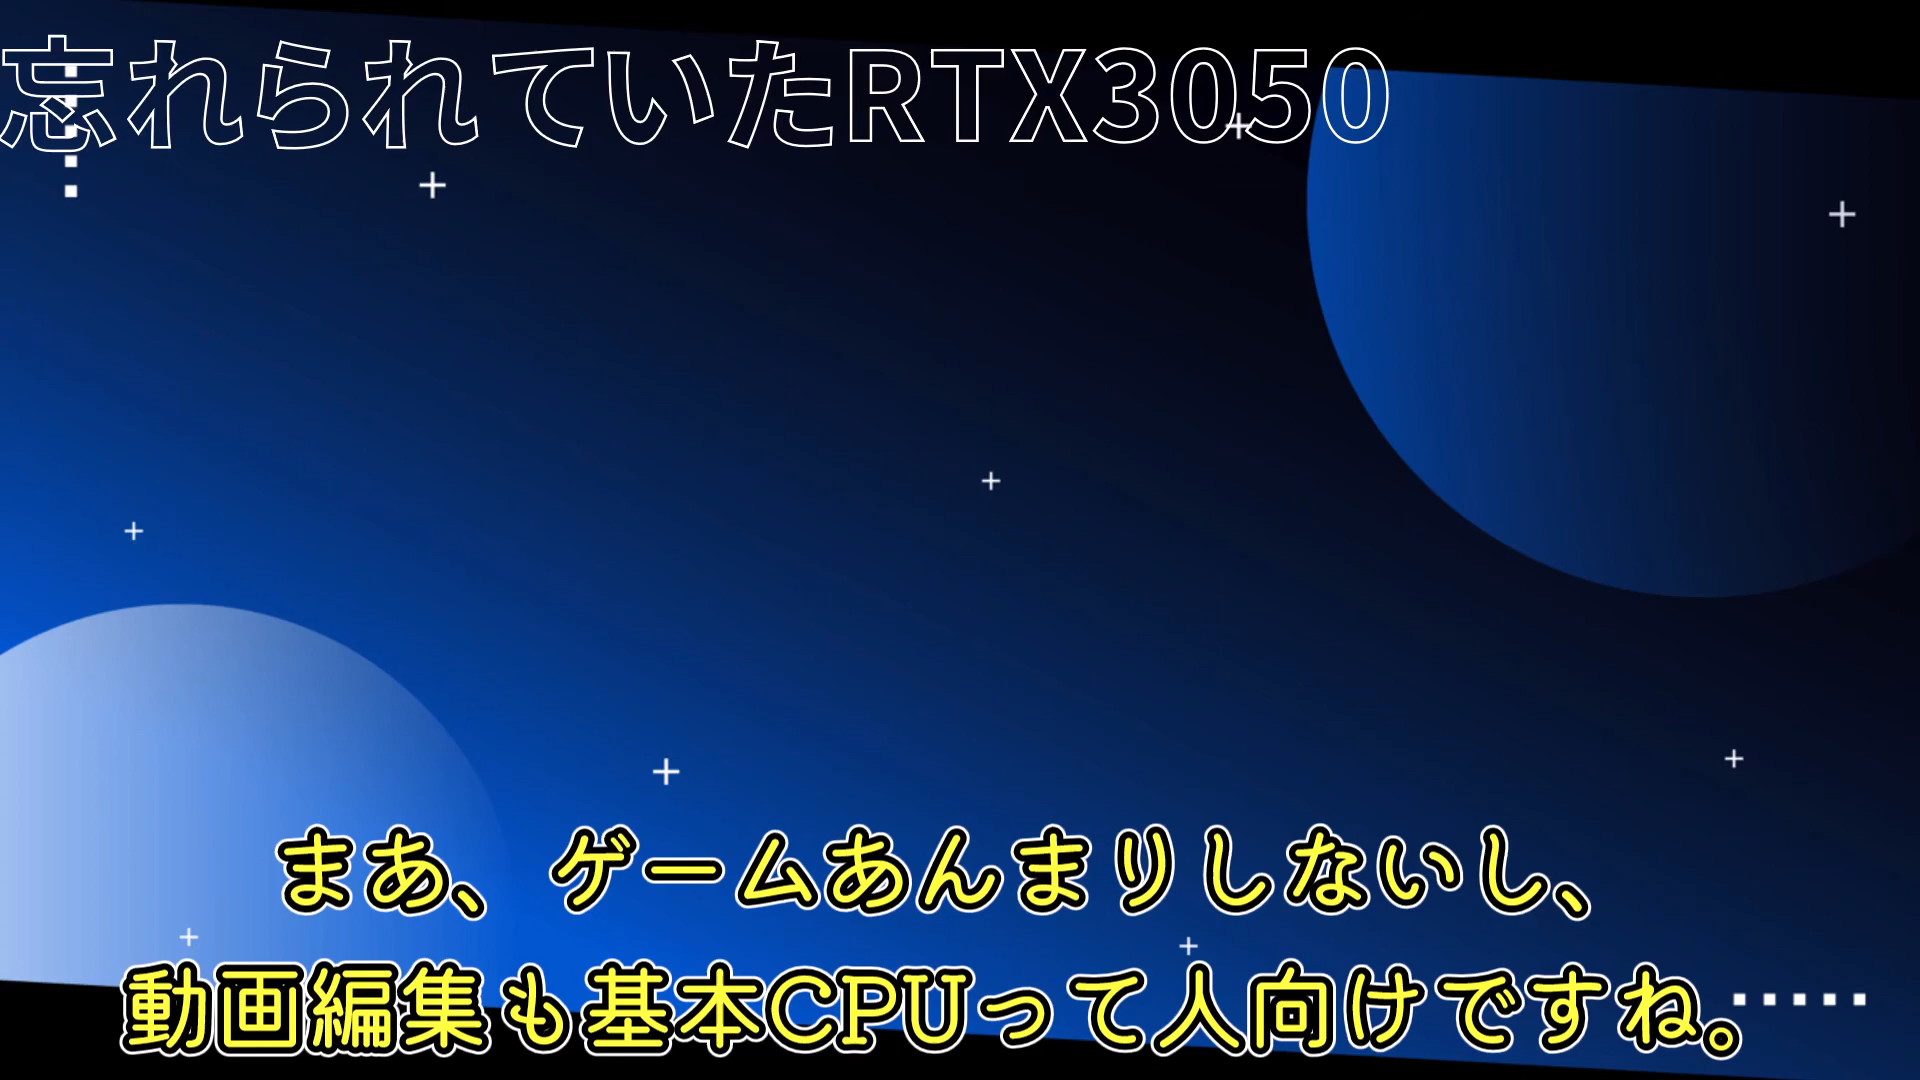 忘れられていたRTX3050
まあ、ゲームあんまりしないし、
動画編集も基本CPUって人向けですね。